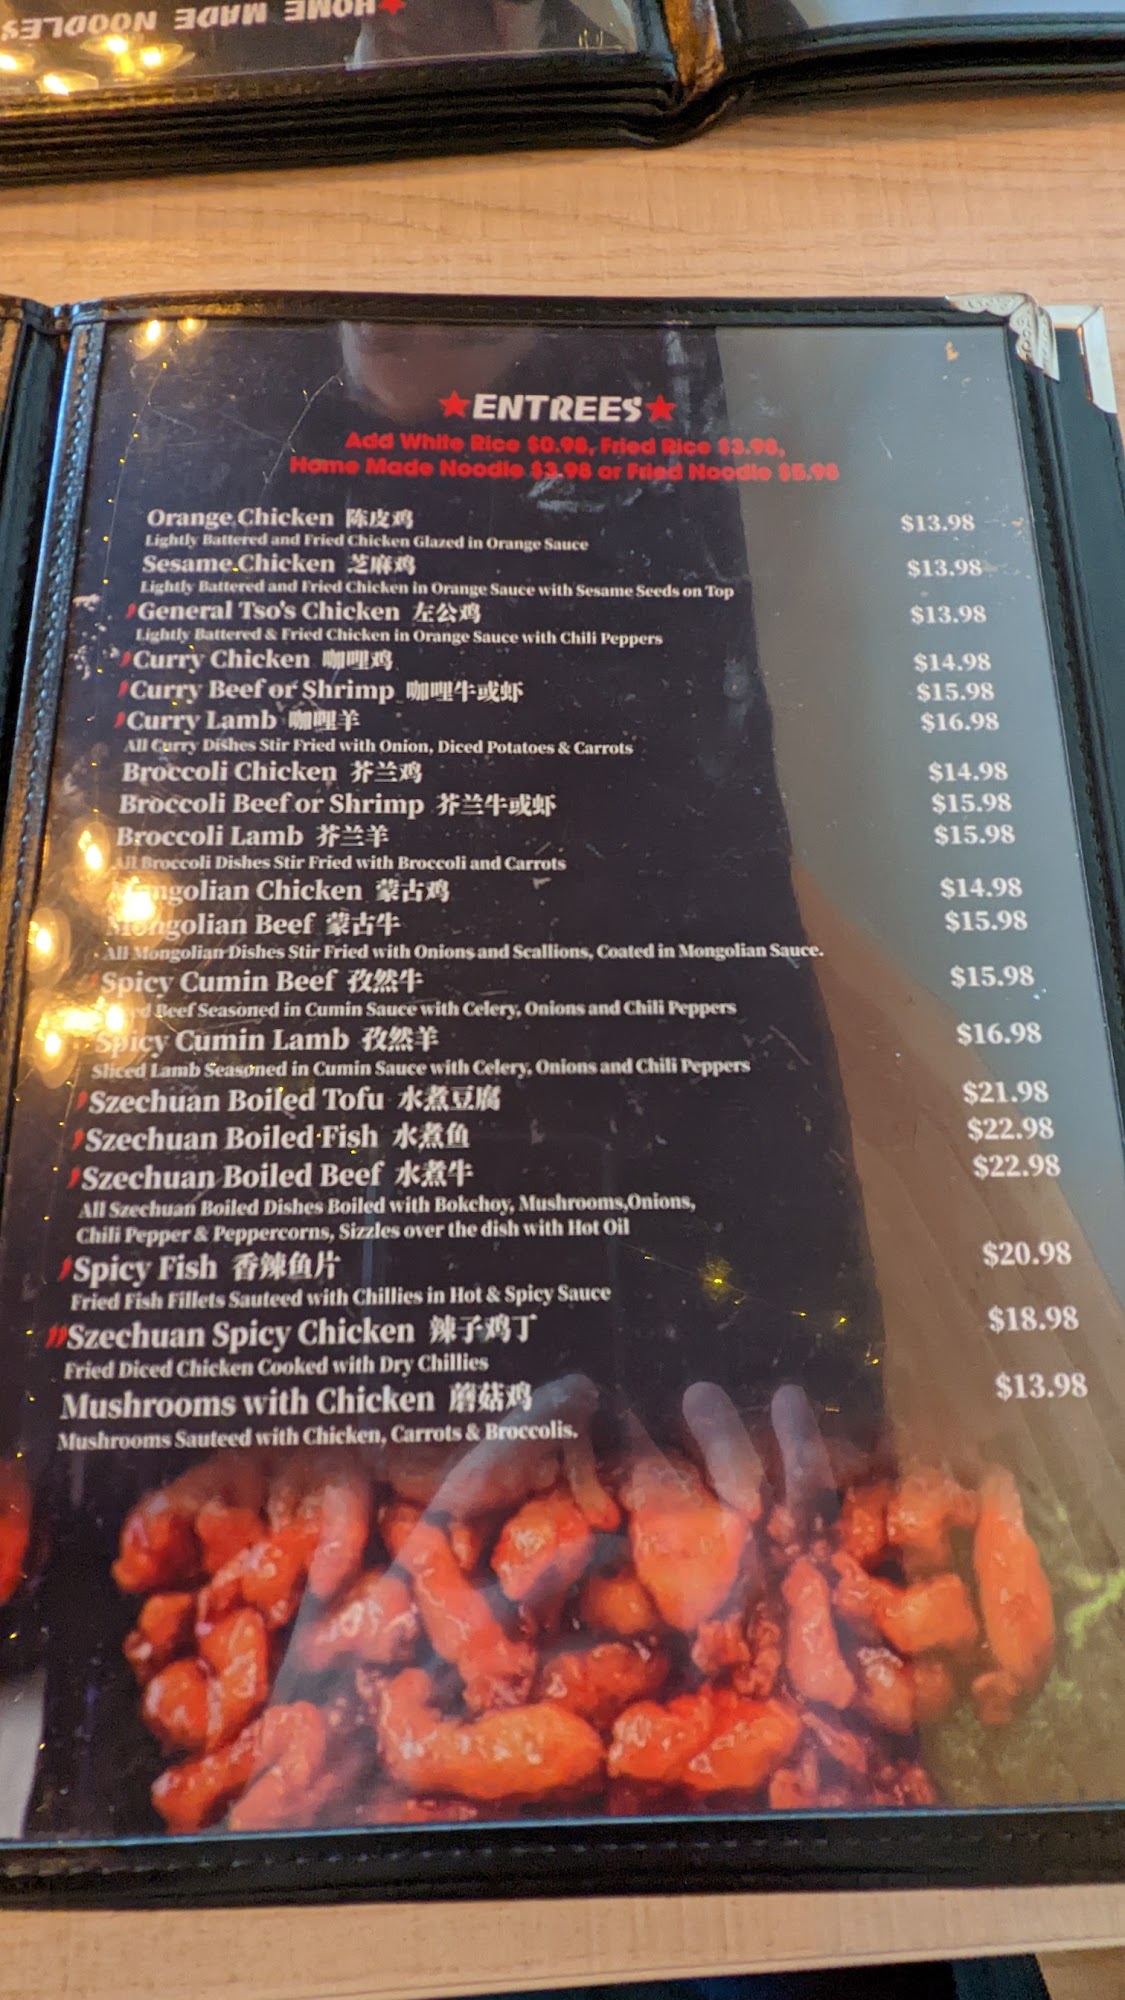 HOME MADE NOODLES
ENTREES
Add White Rice $0.98, Fried Rice $3.98,
Home Made Noodle $3.98 or Fried Noodle $5.98
Orange Chicken 陈皮鸡 $13.98
Lightly Battered and Fried Chicken Glazed in Orange Sauce
Sesame Chicken 芝麻鸡 $13.98
Lightly Battered and Fried Chicken in Orange Sauce with Sesame Seeds on Top
General Tso's Chicken 左公鸡 $13.98
Lightly Battered & Fried Chicken in Orange Sauce with Chili Peppers
Curry Chicken 咖哩鸡 $14.98
Curry Beef or Shrimp 咖哩牛或虾 $15.98
Curry Lamb 咖哩羊 $16.98
All Curry Dishes Stir Fried with Onion, Diced Potatoes & Carrots
Broccoli Chicken 芥兰鸡 $14.98
Broccoli Beef or Shrimp 芥兰牛或虾 $15.98
Broccoli Lamb 芥兰羊 $15.98
All Broccoli Dishes Stir Fried with Broccoli and Carrots
Mongolian Chicken 蒙古鸡 $14.98
Mongolian Beef 蒙古牛 $15.98
All Mongolian Dishes Stir Fried with Onions and Scallions, Coated in Mongolian Sauce.
Spicy Cumin Beef 孜然牛 $15.98
Beef Seasoned in Cumin Sauce with Celery, Onions and Chili Peppers
Spicy Cumin Lamb 孜然羊 $16.98
Sliced Lamb Seasoned in Cumin Sauce with Celery, Onions and Chili Peppers
Szechuan Boiled Tofu 水煮豆腐 $21.98
Szechuan Boiled Fish 水煮鱼 $22.98
Szechuan Boiled Beef 水煮牛 $22.98
All Szechuan Boiled Dishes Boiled with Bokchoy, Mushrooms,Onions,
Chili Pepper & Peppercorns, Sizzles over the dish with Hot Oil
Spicy Fish 香辣鱼片 $20.98
Fried Fish Fillets Sauteed with Chillies in Hot & Spicy Sauce
Szechuan Spicy Chicken 辣子鸡丁 $18.98
Fried Diced Chicken Cooked with Dry Chillies
Mushrooms with Chicken 蘑菇鸡 $13.98
Mushrooms Sauteed with Chicken, Carrots & Broccolis.